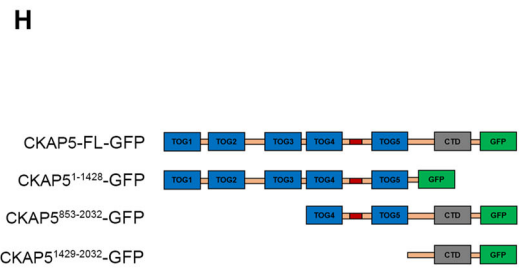 H
CKAP5-FL-GFP TOG1 TOG2 TOG3 TOG4 TOG5 CTD GFP
CKAP5¹⁻¹⁴²⁸-GFP TOG1 TOG2 TOG3 TOG4 TOG5 GFP
CKAP5⁸⁵³⁻²⁰³²-GFP TOG4 TOG5 CTD GFP
CKAP5¹⁴²⁹⁻²⁰³²-GFP CTD GFP